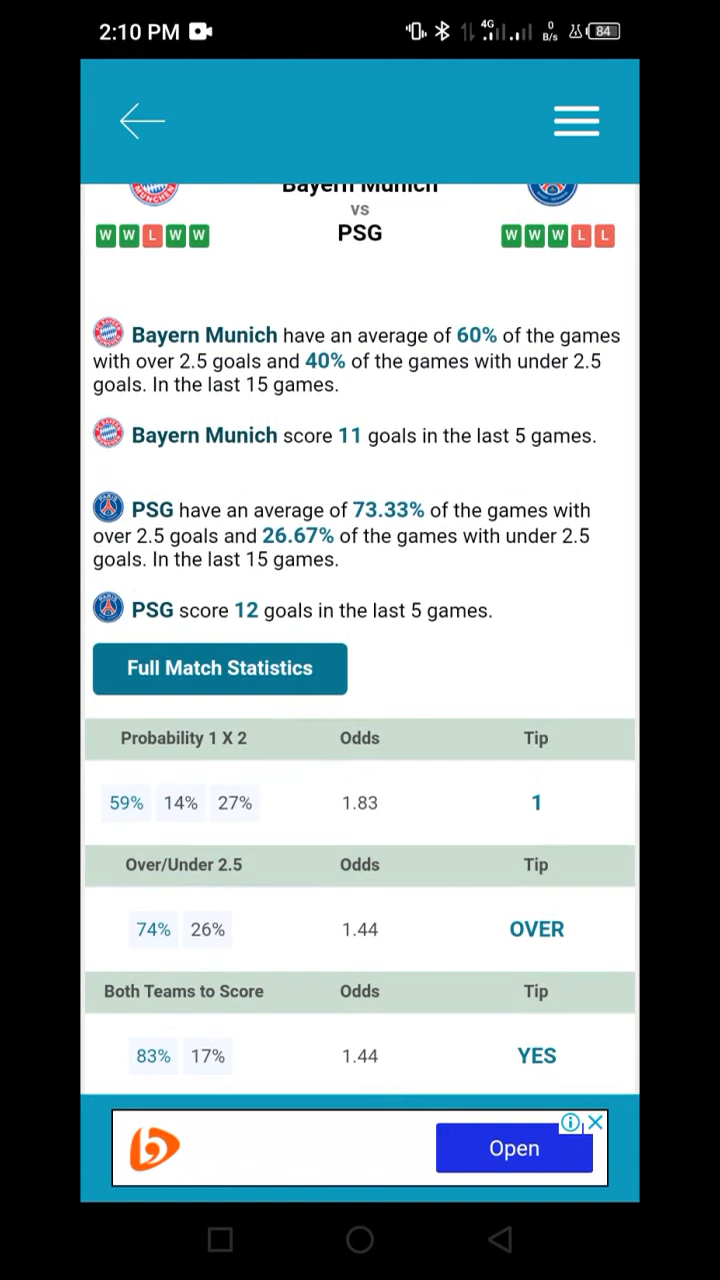 2:10 PM
4G
0
B/s
84
Bayern Munich
vs
PSG
W W L W W
W W W L L
Bayern Munich have an average of 60% of the games
with over 2.5 goals and 40% of the games with under 2.5
goals. In the last 15 games.
Bayern Munich score 11 goals in the last 5 games.
PSG have an average of 73.33% of the games with
over 2.5 goals and 26.67% of the games with under 2.5
goals. In the last 15 games.
PSG score 12 goals in the last 5 games.
Full Match Statistics
Probability 1 X 2 Odds Tip
59% 14% 27% 1.83 1
Over/Under 2.5 Odds Tip
74% 26% 1.44 OVER
Both Teams to Score Odds Tip
83% 17% 1.44 YES
Open